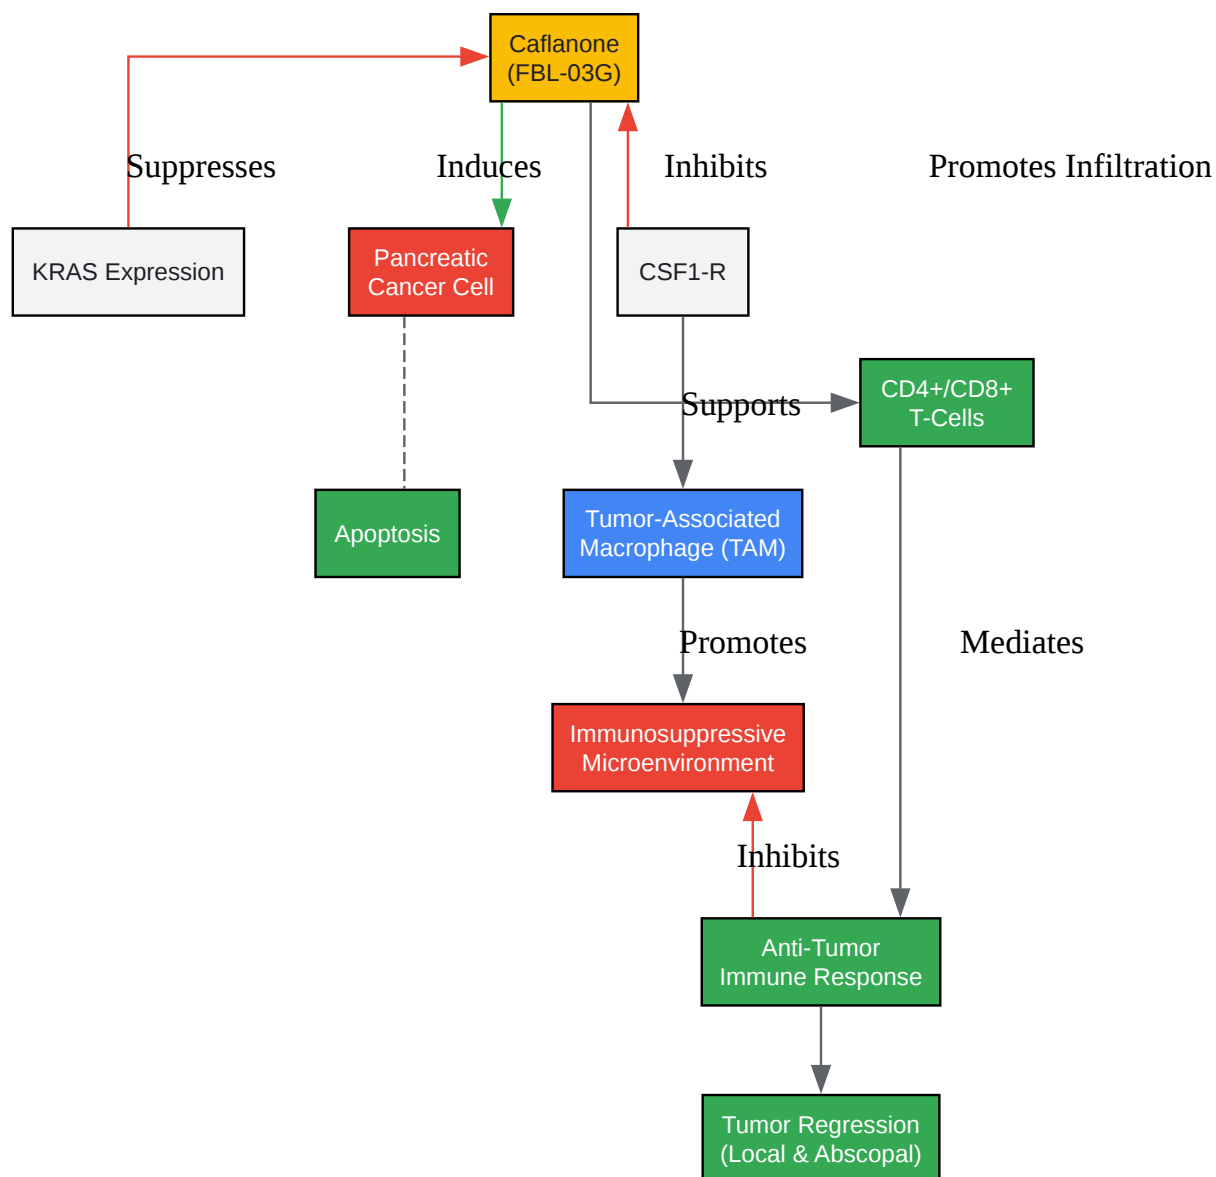 Caflanone
(FBL-03G)
Suppresses
Induces
Inhibits
Promotes Infiltration
KRAS Expression
Pancreatic
Cancer Cell
CSF1-R
CD4+/CD8+
T-Cells
Supports
Apoptosis
Tumor-Associated
Macrophage (TAM)
Promotes
Mediates
Immunosuppressive
Microenvironment
Inhibits
Anti-Tumor
Immune Response
Tumor Regression
(Local & Abscopal)